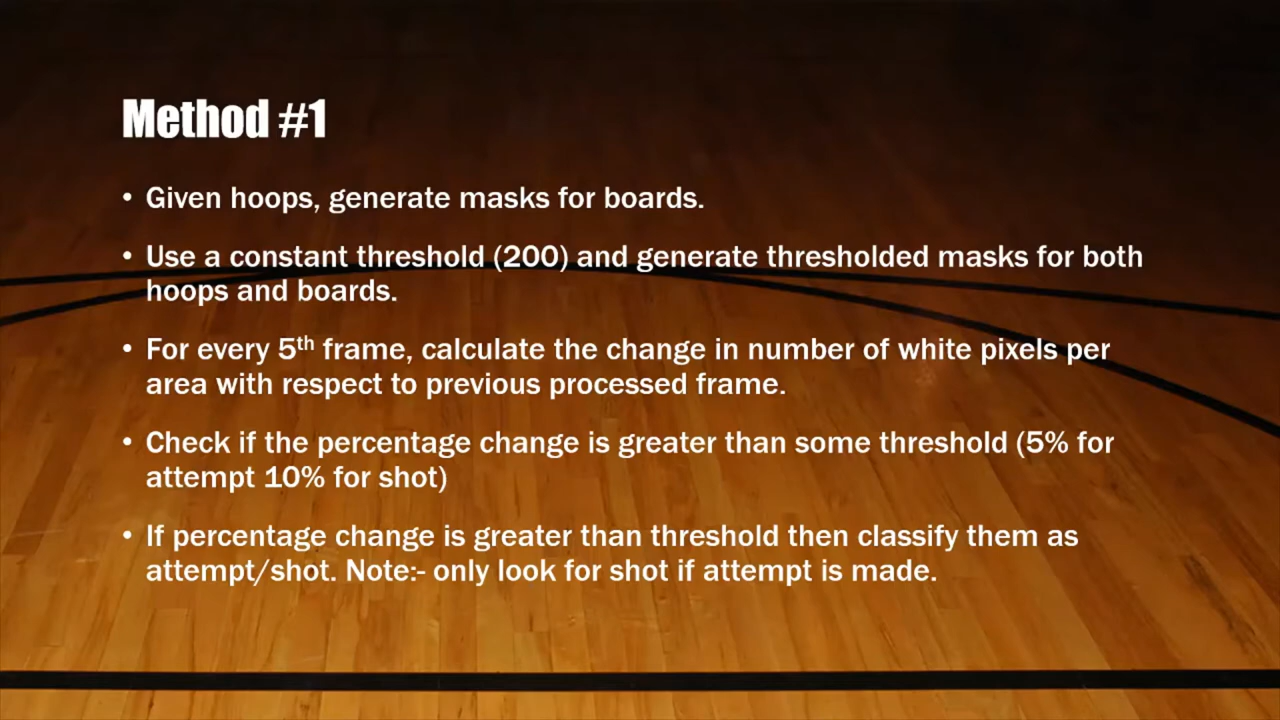 Method #1
• Given hoops, generate masks for boards.
• Use a constant threshold (200) and generate thresholded masks for both
hoops and boards.
• For every 5th frame, calculate the change in number of white pixels per
area with respect to previous processed frame.
• Check if the percentage change is greater than some threshold (5% for
attempt 10% for shot)
• If percentage change is greater than threshold then classify them as
attempt/shot. Note:- only look for shot if attempt is made.